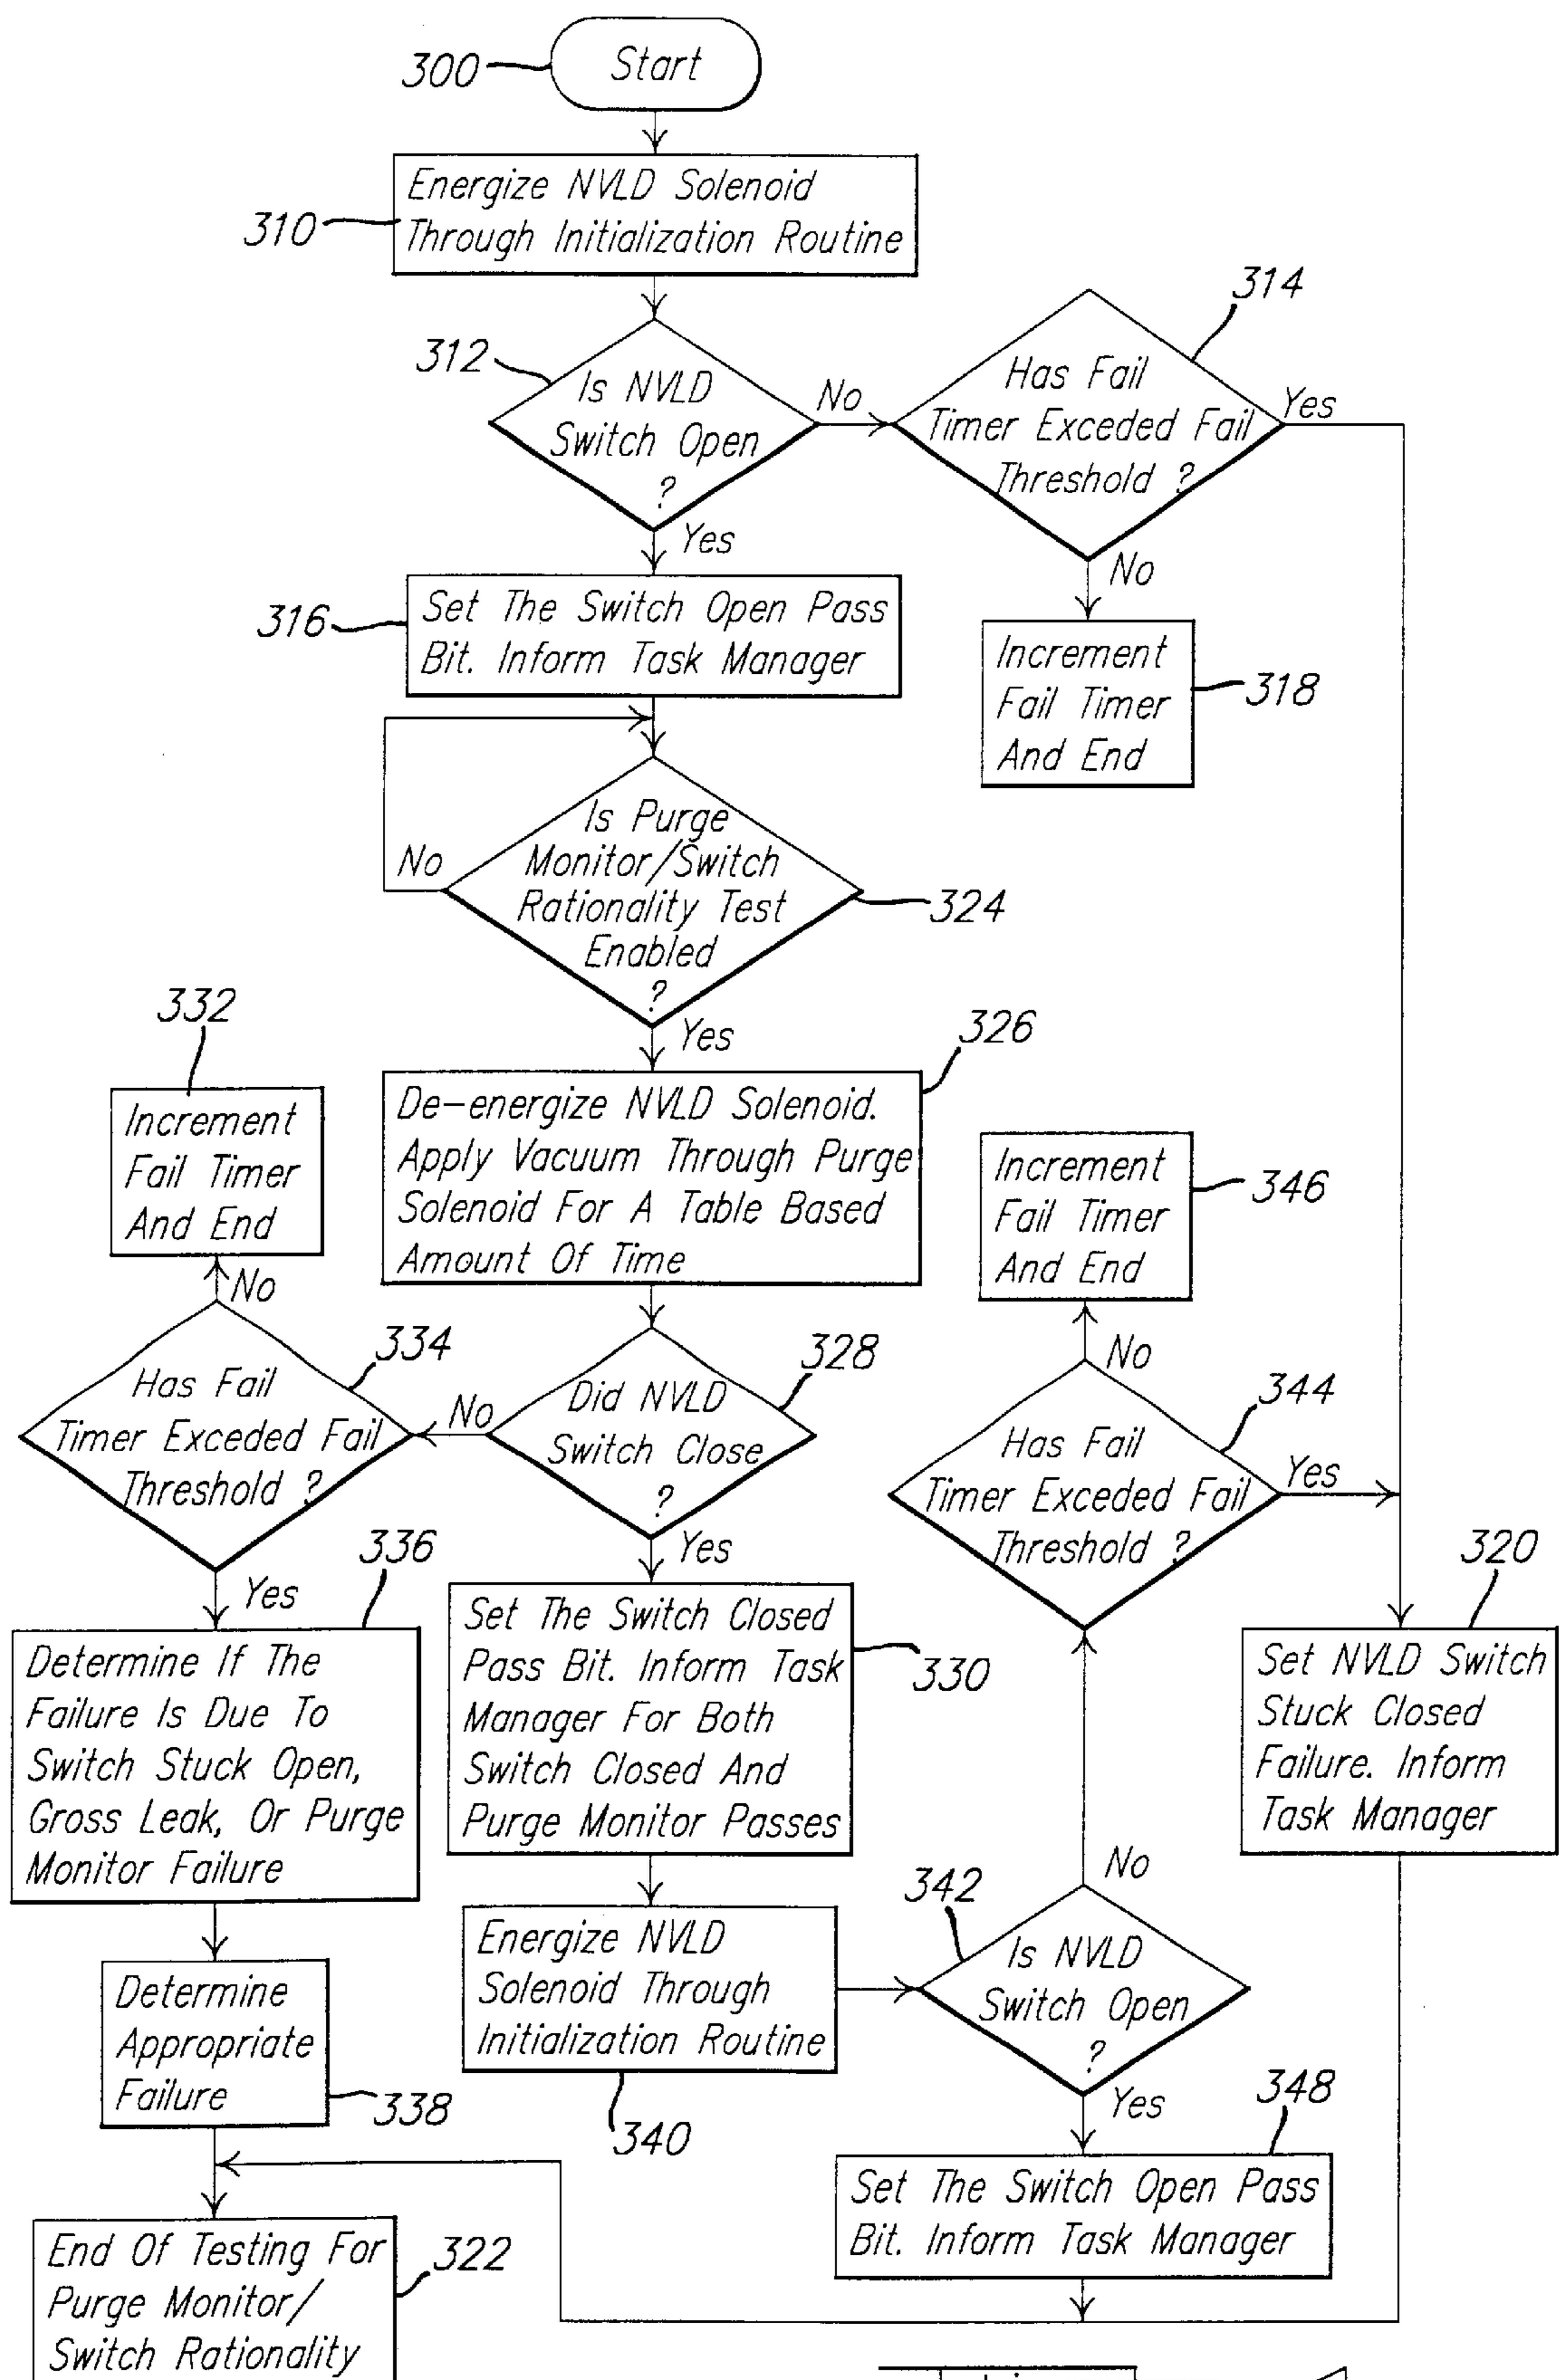 300
Start
310
Energize NVLD Solenoid
Through Initialization Routine
312
Is NVLD
Switch Open
?
No
314
Has Fail
Timer Exceded Fail
Threshold ?
Yes
Yes
No
316
Set The Switch Open Pass
Bit. Inform Task Manager
Increment
Fail Timer
And End
318
Is Purge
Monitor/Switch
Rationality Test
Enabled
?
No
324
Yes
332
Increment
Fail Timer
And End
326
De-energize NVLD Solenoid.
Apply Vacuum Through Purge
Solenoid For A Table Based
Amount Of Time
Increment
Fail Timer
And End
346
No
334
Has Fail
Timer Exceded Fail
Threshold ?
No
328
Did NVLD
Switch Close
?
No
344
Has Fail
Timer Exceded Fail
Threshold ?
Yes
Yes
Yes
336
Determine If The
Failure Is Due To
Switch Stuck Open,
Gross Leak, Or Purge
Monitor Failure
Set The Switch Closed
Pass Bit. Inform Task
Manager For Both
Switch Closed And
Purge Monitor Passes
330
320
Set NVLD Switch
Stuck Closed
Failure. Inform
Task Manager
No
342
Determine
Appropriate
Failure
338
Energize NVLD
Solenoid Through
Initialization Routine
340
Is NVLD
Switch Open
?
Yes
348
Set The Switch Open Pass
Bit. Inform Task Manager
End Of Testing For
Purge Monitor/
Switch Rationality
322